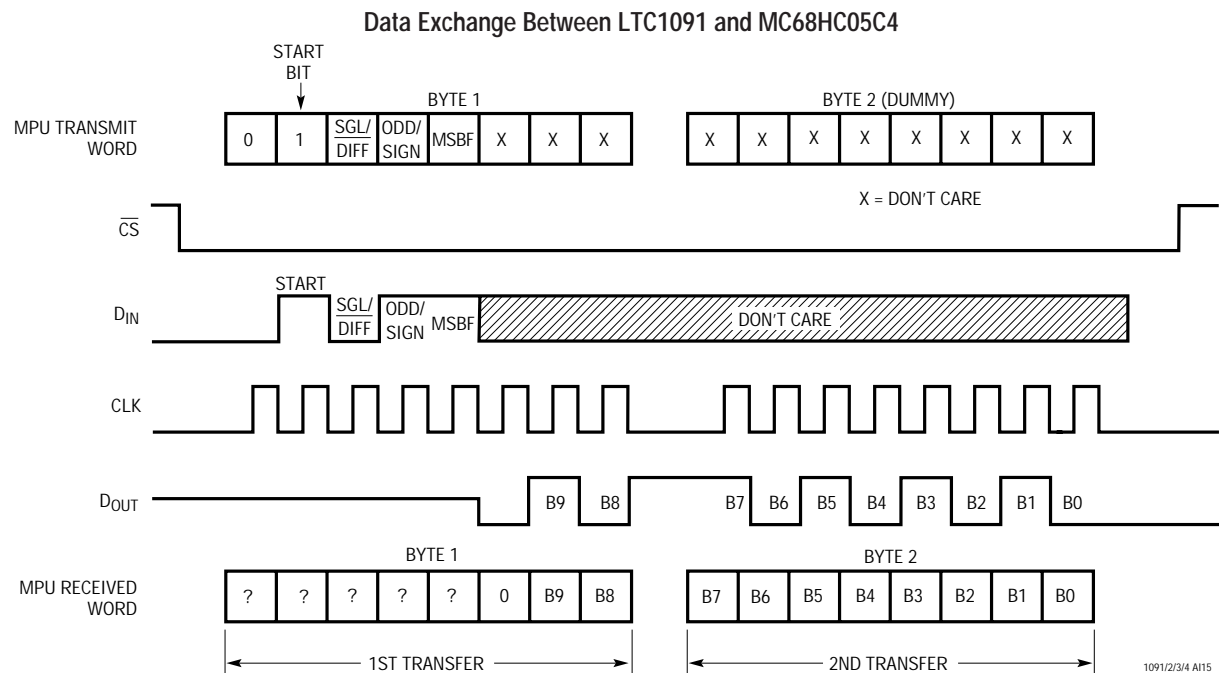 Data Exchange Between LTC1091 and MC68HC05C4
START
BIT
BYTE 1
BYTE 2 (DUMMY)
MPU TRANSMIT
WORD
0 1 SGL/DIFF ODD/SIGN MSBF X X X
X X X X X X X X
X = DON'T CARE
CS
START
DIN
SGL/DIFF ODD/SIGN MSBF
DON'T CARE
CLK
DOUT
B9 B8 B7 B6 B5 B4 B3 B2 B1 B0
BYTE 1
BYTE 2
MPU RECEIVED
WORD
? ? ? ? ? 0 B9 B8
B7 B6 B5 B4 B3 B2 B1 B0
1ST TRANSFER
2ND TRANSFER
1091/2/3/4 AI15